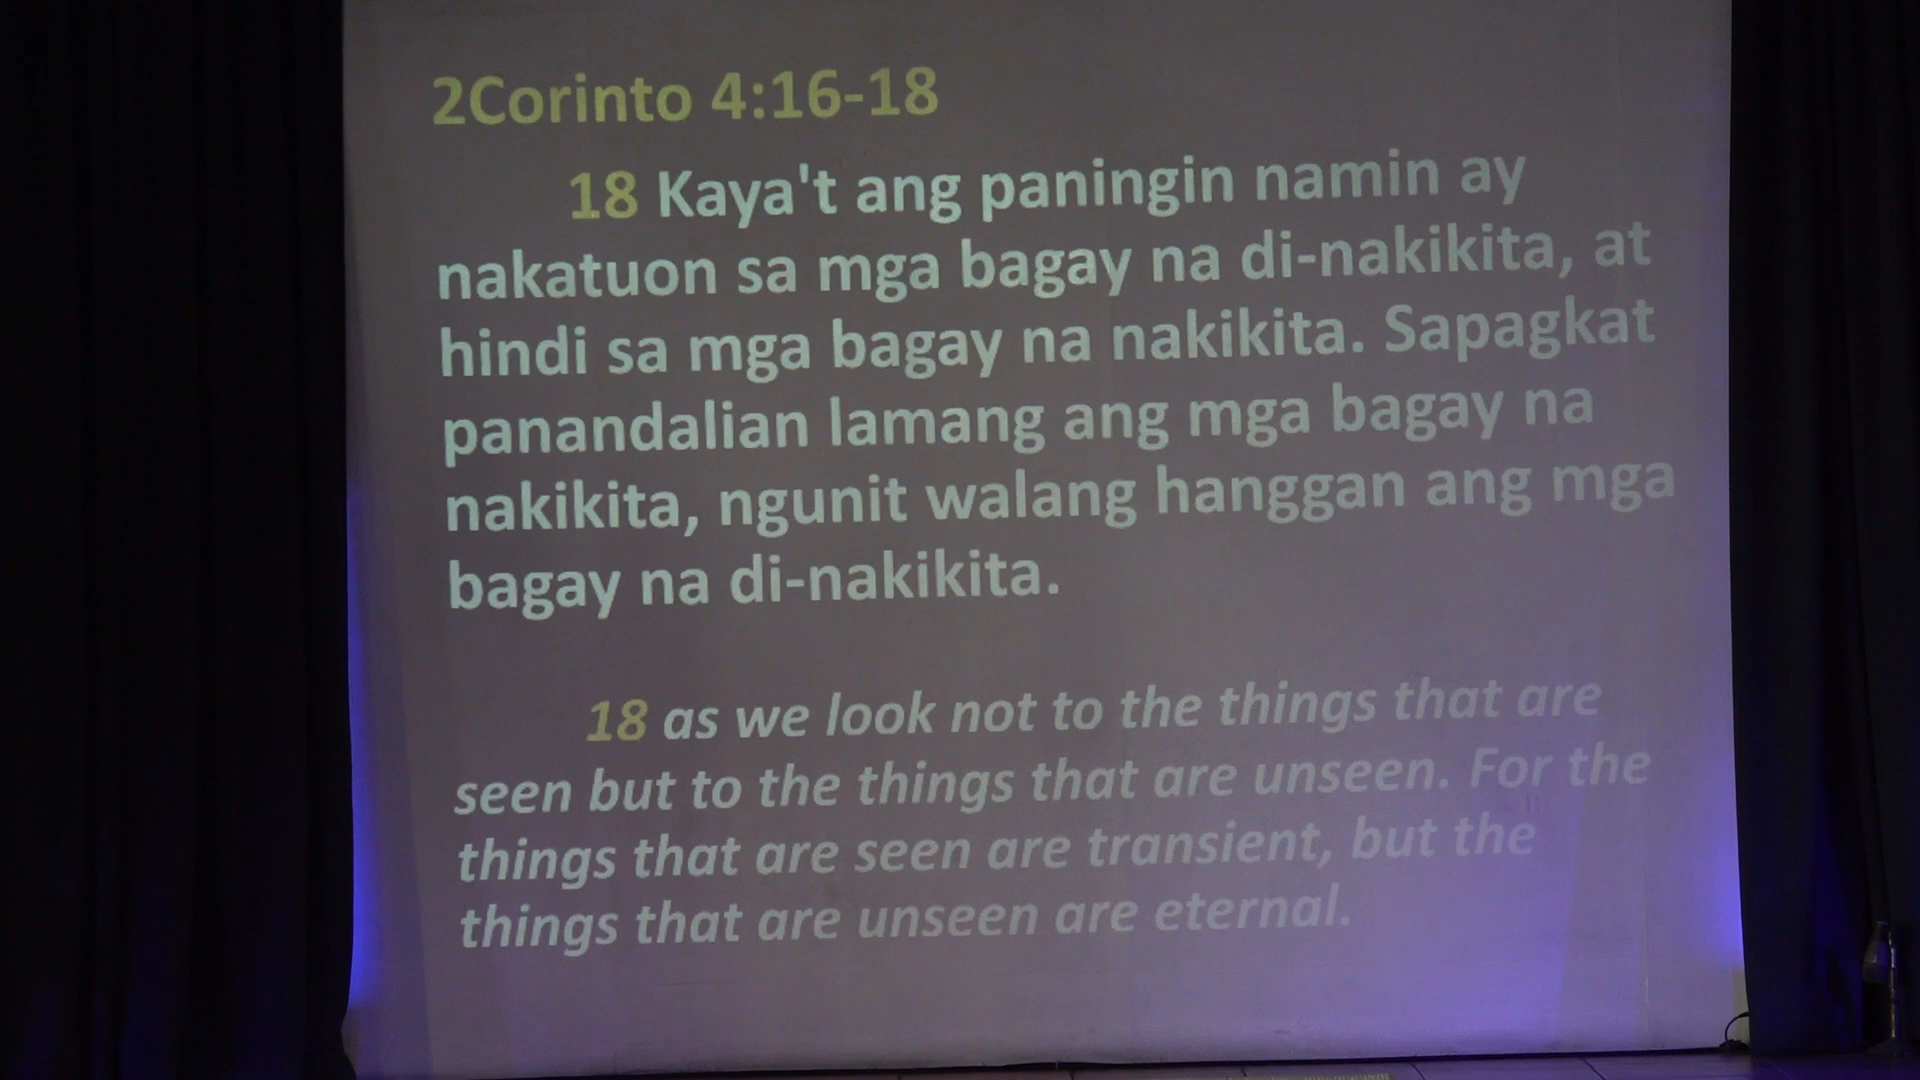 2Corinto 4:16-18
18 Kaya't ang paningin namin ay
nakatuon sa mga bagay na di-nakikita, at
hindi sa mga bagay na nakikita. Sapagkat
panandalian lamang ang mga bagay na
nakikita, ngunit walang hanggan ang mga
bagay na di-nakikita.
18 as we look not to the things that are
seen but to the things that are unseen. For the
things that are seen are transient, but the
things that are unseen are eternal.